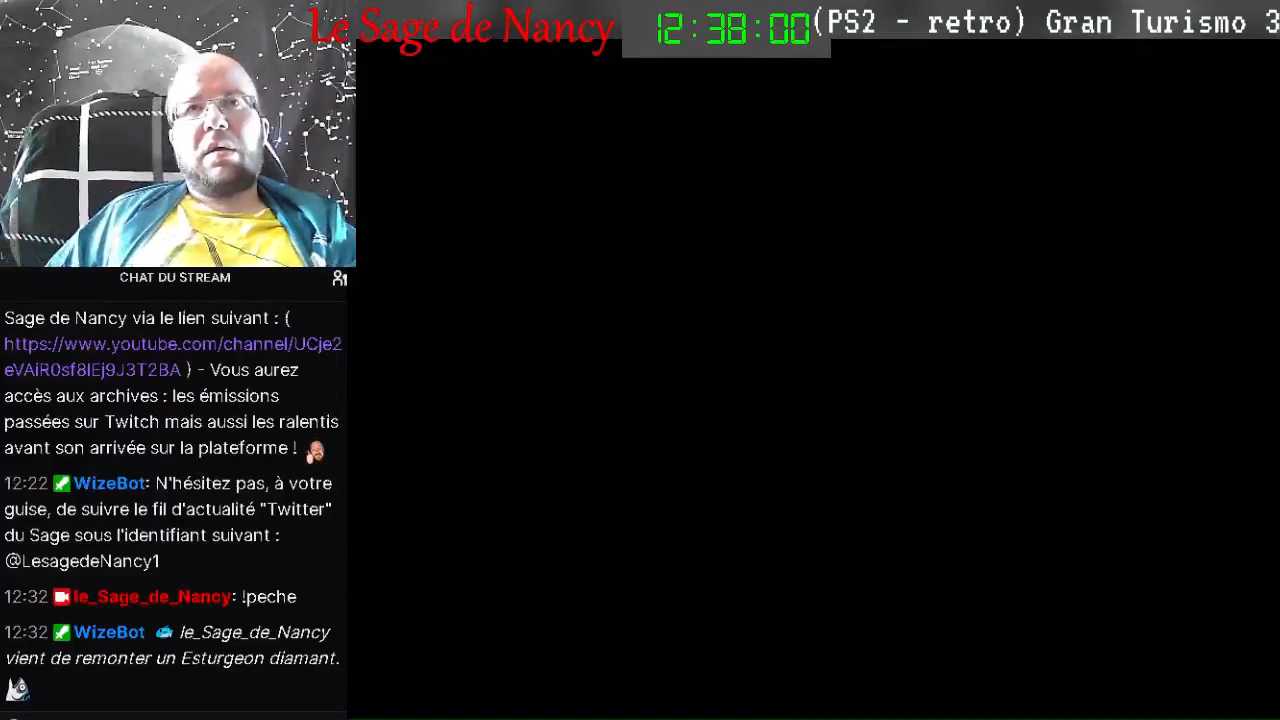 Le Sage de Nancy
12:38:00
(PS2 - retro) Gran Turismo 3
CHAT DU STREAM
Sage de Nancy via le lien suivant : (
https://www.youtube.com/channel/UCje2
eVAiR0sf8lEj9J3T2BA ) - Vous aurez
accès aux archives : les émissions
passées sur Twitch mais aussi les ralentis
avant son arrivée sur la plateforme !
12:22 WizeBot: N'hésitez pas, à votre
guise, de suivre le fil d'actualité "Twitter"
du Sage sous l'identifiant suivant :
@LesagedeNancy1
12:32 le_Sage_de_Nancy: !peche
12:32 WizeBot le_Sage_de_Nancy
vient de remonter un Esturgeon diamant.